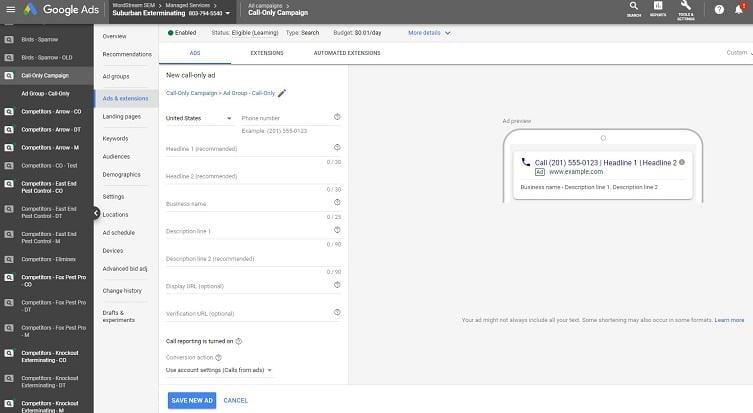 Google Ads
WordStream SEM > Managed Services
Suburban Exterminating 803-794-5540
All campaigns
Call-Only Campaign
SEARCH
REPORTS
TOOLS & SETTINGS
Birds - Sparrow
Birds - Sparrow - OLD
Call-Only Campaign
Ad Group - Call-Only
Competitors - Arrow - CO
Competitors - Arrow - DT
Competitors - Arrow - M
Competitors - CO - Test
Competitors - East End
Pest Control - CO
Competitors - East End
Pest Control - DT
Competitors - East End
Pest Control - M
Competitors - Elimines
Competitors - Fox Pest Pro
- CO
Competitors - Fox Pest Pro
- DT
Competitors - Fox Pest Pro
- M
Competitors - Knockout
Exterminating - CO
Competitors - Knockout
Exterminating - DT
Competitors - Knockout
Exterminating - M
Overview
Recommendations
Ad groups
Ads & extensions
Landing pages
Keywords
Audiences
Demographics
Settings
Locations
Ad schedule
Devices
Advanced bid adj.
Change history
Drafts &
experiments
Enabled Status: Eligible (Learning) Type: Search Budget: $0.01/day More details
ADS EXTENSIONS AUTOMATED EXTENSIONS
Custom
New call-only ad
Call-Only Campaign > Ad Group - Call-Only
United States Phone number
Example: (201) 555-0123
Headline 1 (recommended)
0 / 30
Headline 2 (recommended)
0 / 30
Business name
0 / 25
Description line 1
0 / 90
Description line 2 (recommended)
0 / 90
Display URL (optional)
Verification URL (optional)
Call reporting is turned on
Conversion action
Use account settings (Calls from ads)
SAVE NEW AD CANCEL
Ad preview
Call (201) 555-0123 | Headline 1 | Headline 2
Ad www.example.com
Business name - Description line 1. Description line 2
Your ad might not always include all your text. Some shortening may also occur in some formats. Learn more